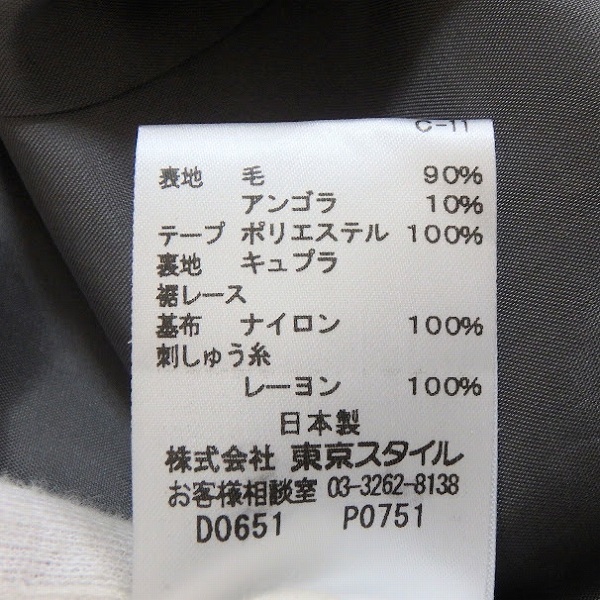 C-11
表地 毛 90%
アンゴラ 10%
テープ ポリエステル 100%
裏地 キュプラ
裾レース
基布 ナイロン 100%
刺しゅう糸
レーヨン 100%
日本製
株式会社 東京スタイル
お客様相談室 03-3262-8138
D0651 P0751